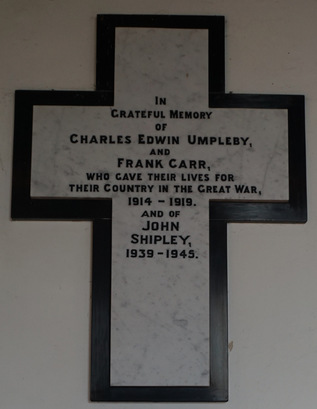 IN
GRATEFUL MEMORY
OF
CHARLES EDWIN UMPLEBY,
AND
FRANK CARR,
WHO GAVE THEIR LIVES FOR
THEIR COUNTRY IN THE GREAT WAR,
1914 - 1919.
AND OF
JOHN
SHIPLEY,
1939 - 1945.